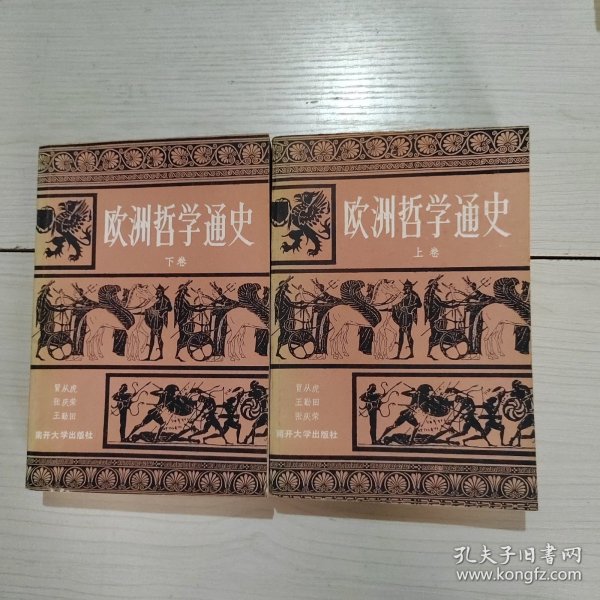 欧洲哲学通史
下卷
冒从虎
张庆荣
王勤田
南开大学出版社
欧洲哲学通史
上卷
冒从虎
王勤田
张庆荣
南开大学出版社
孔夫子旧书网
www.kongfz.com